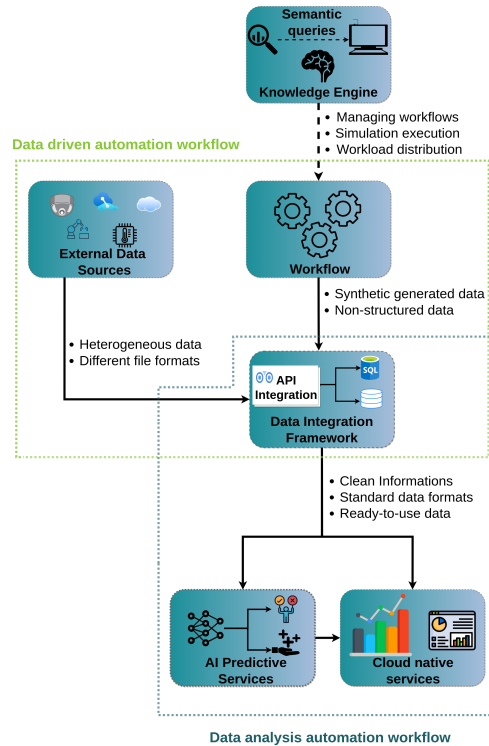 Semantic
queries
Knowledge Engine
• Managing workflows
• Simulation execution
• Workload distribution
Data driven automation workflow
External Data
Sources
Workflow
• Synthetic generated data
• Non-structured data
• Heterogeneous data
• Different file formats
API
Integration
SQL
Data Integration
Framework
• Clean Informations
• Standard data formats
• Ready-to-use data
AI Predictive
Services
Cloud native
services
Data analysis automation workflow